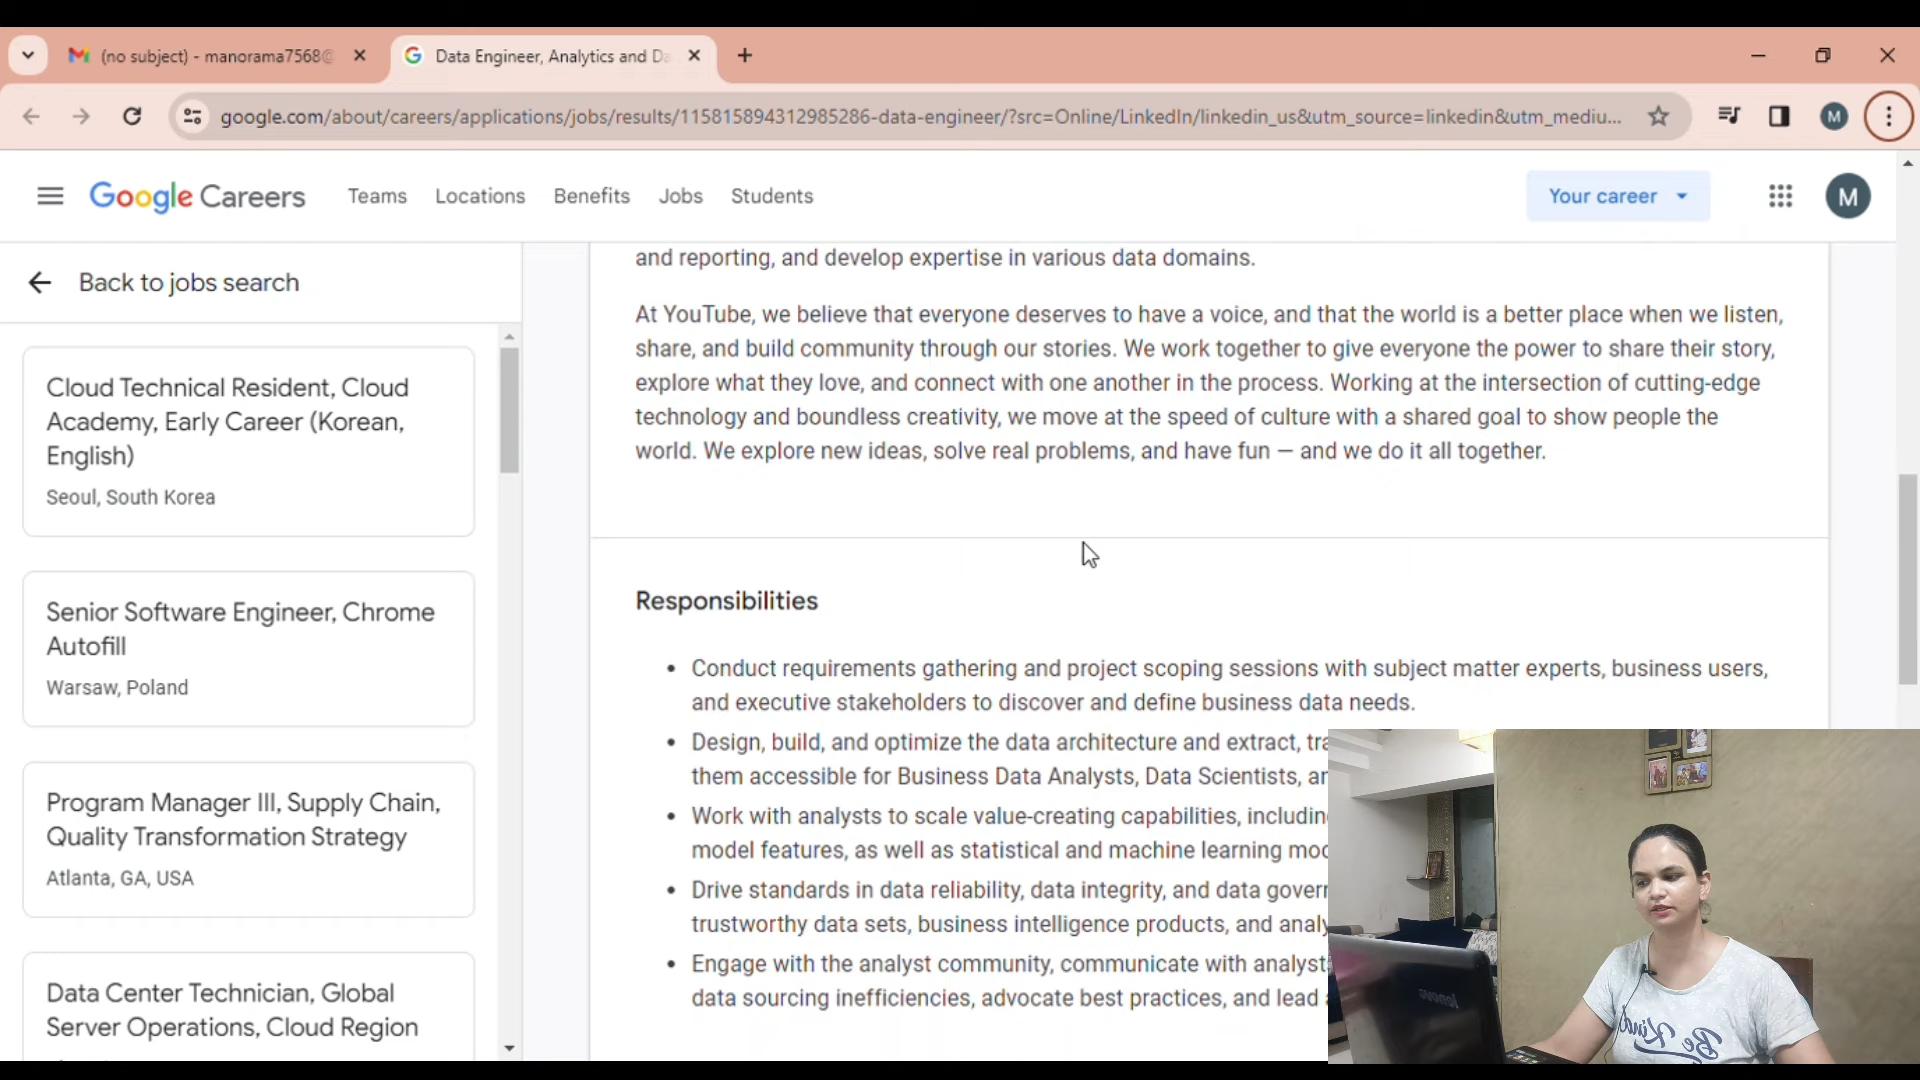 (no subject) - manorama7568@
Data Engineer, Analytics and Da
google.com/about/careers/applications/jobs/results/115815894312985286-data-engineer/?src=Online/LinkedIn/linkedin_us&utm_source=linkedin&utm_mediu...
M
Google Careers
Teams
Locations
Benefits
Jobs
Students
Your career
M
Back to jobs search
Cloud Technical Resident, Cloud
Academy, Early Career (Korean,
English)
Seoul, South Korea
Senior Software Engineer, Chrome
Autofill
Warsaw, Poland
Program Manager III, Supply Chain,
Quality Transformation Strategy
Atlanta, GA, USA
Data Center Technician, Global
Server Operations, Cloud Region
and reporting, and develop expertise in various data domains.
At YouTube, we believe that everyone deserves to have a voice, and that the world is a better place when we listen,
share, and build community through our stories. We work together to give everyone the power to share their story,
explore what they love, and connect with one another in the process. Working at the intersection of cutting-edge
technology and boundless creativity, we move at the speed of culture with a shared goal to show people the
world. We explore new ideas, solve real problems, and have fun — and we do it all together.
Responsibilities
• Conduct requirements gathering and project scoping sessions with subject matter experts, business users,
and executive stakeholders to discover and define business data needs.
• Design, build, and optimize the data architecture and extract, tra
them accessible for Business Data Analysts, Data Scientists, an
• Work with analysts to scale value-creating capabilities, includin
model features, as well as statistical and machine learning mod
• Drive standards in data reliability, data integrity, and data govern
trustworthy data sets, business intelligence products, and analy
• Engage with the analyst community, communicate with analyst
data sourcing inefficiencies, advocate best practices, and lead
lenovo
Be Kind